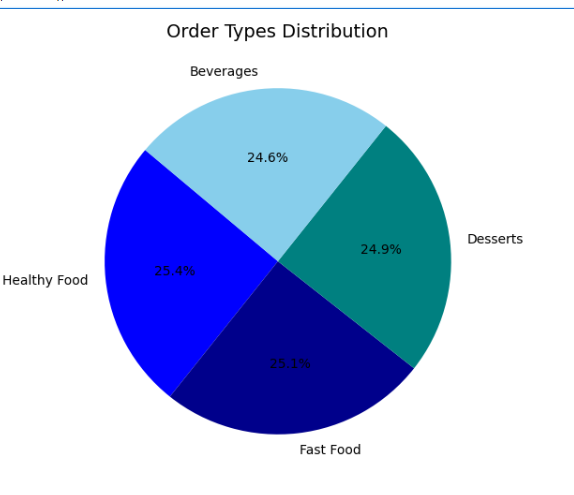 Order Types Distribution
Beverages
24.6%
Desserts
24.9%
Healthy Food
25.4%
25.1%
Fast Food